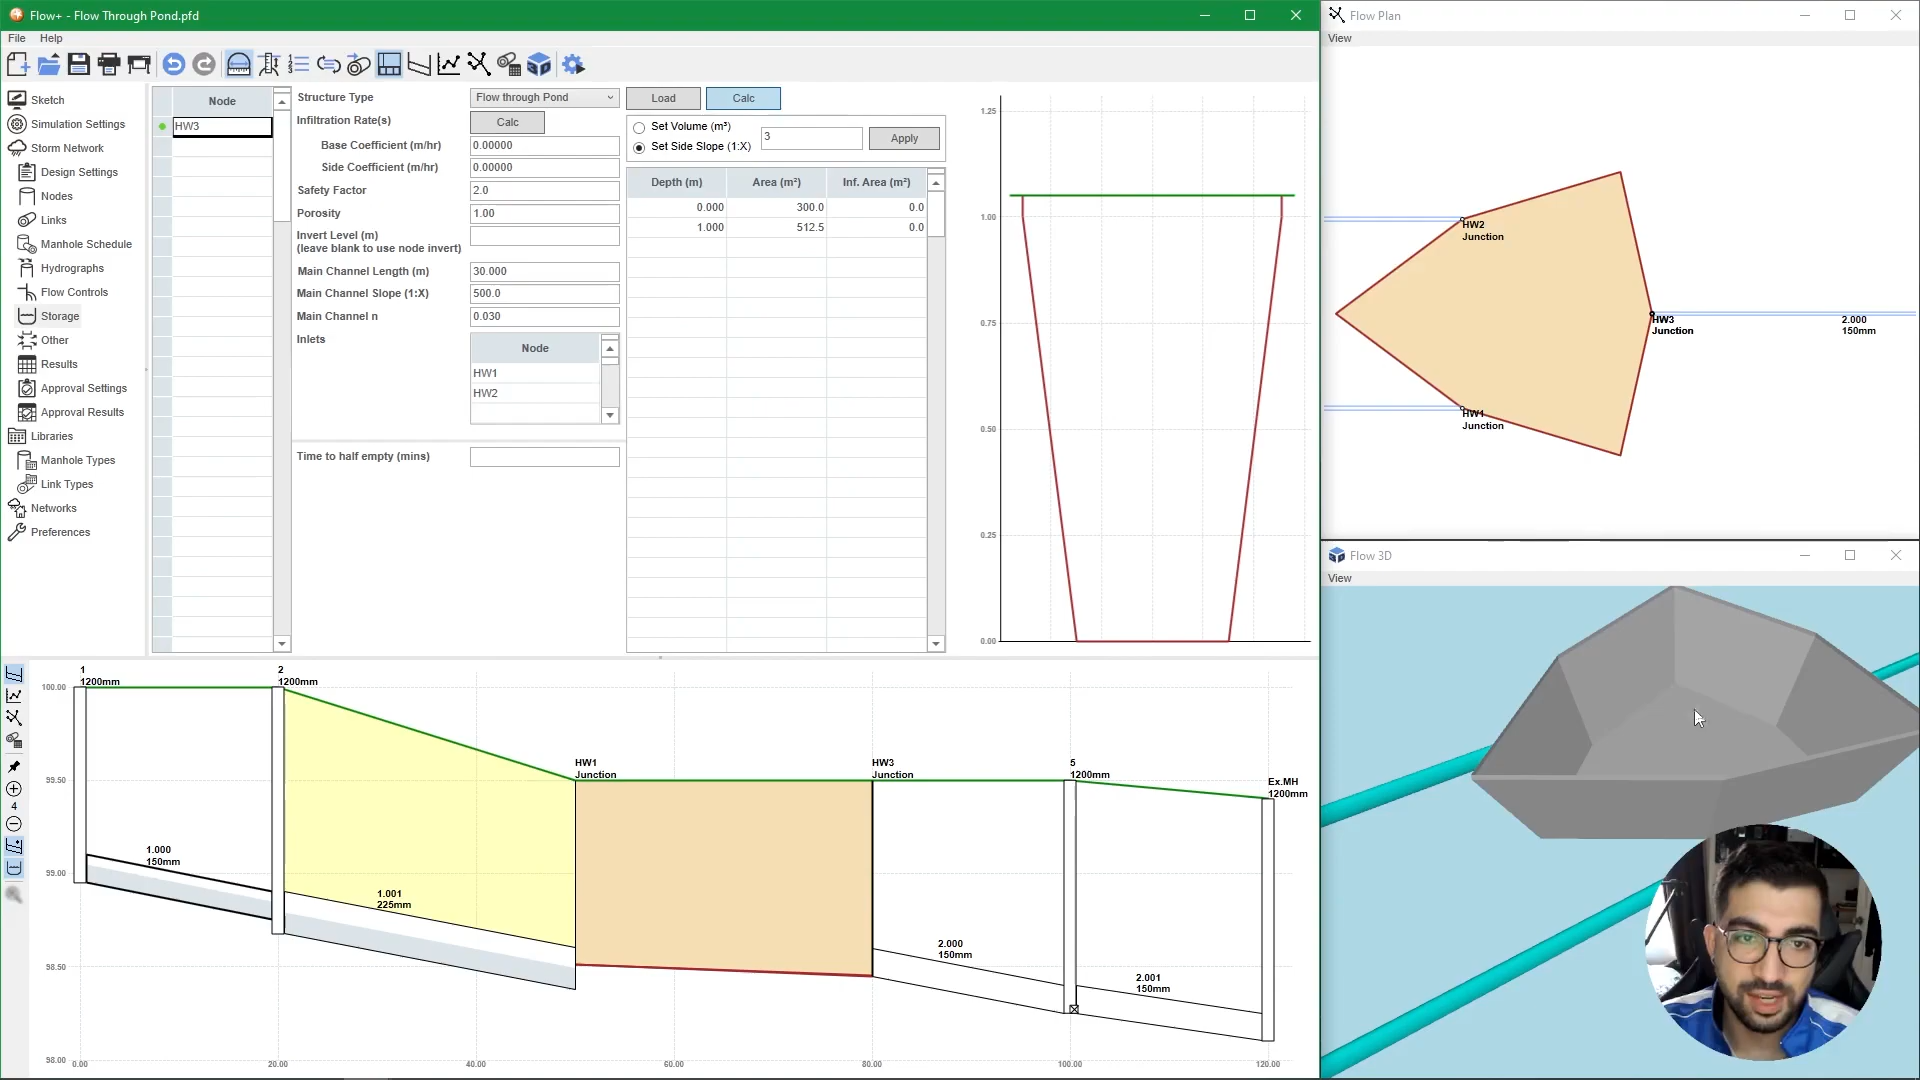 Flow+ - Flow Through Pond.pfd
File Help
Sketch
Simulation Settings
Storm Network
Design Settings
Nodes
Links
Manhole Schedule
Hydrographs
Flow Controls
Storage
Other
Results
Approval Settings
Approval Results
Libraries
Manhole Types
Link Types
Networks
Preferences
Node
HW3
Structure Type Flow through Pond
Infiltration Rate(s) Calc
Base Coefficient (m/hr) 0.00000
Side Coefficient (m/hr) 0.00000
Safety Factor 2.0
Porosity 1.00
Invert Level (m)
(leave blank to use node invert)
Main Channel Length (m) 30.000
Main Channel Slope (1:X) 500.0
Main Channel n 0.030
Inlets
Node
HW1
HW2
Time to half empty (mins)
Load Calc
Set Volume (m³)
Set Side Slope (1:X)
3
Apply
Depth (m) Area (m²) Inf. Area (m²)
0.000 300.0 0.0
1.000 512.5 0.0
1.25
1.00
0.75
0.50
0.25
0.00
Flow Plan
View
HW2
Junction
HW3
Junction
2.000
150mm
HW1
Junction
Flow 3D
View
4
1
1200mm
2
1200mm
100.00
HW1
Junction
HW3
Junction
5
1200mm
Ex.MH
1200mm
99.50
1.000
150mm
99.00
1.001
225mm
2.000
150mm
98.50
2.001
150mm
98.00
0.00 20.00 40.00 60.00 80.00 100.00 120.00